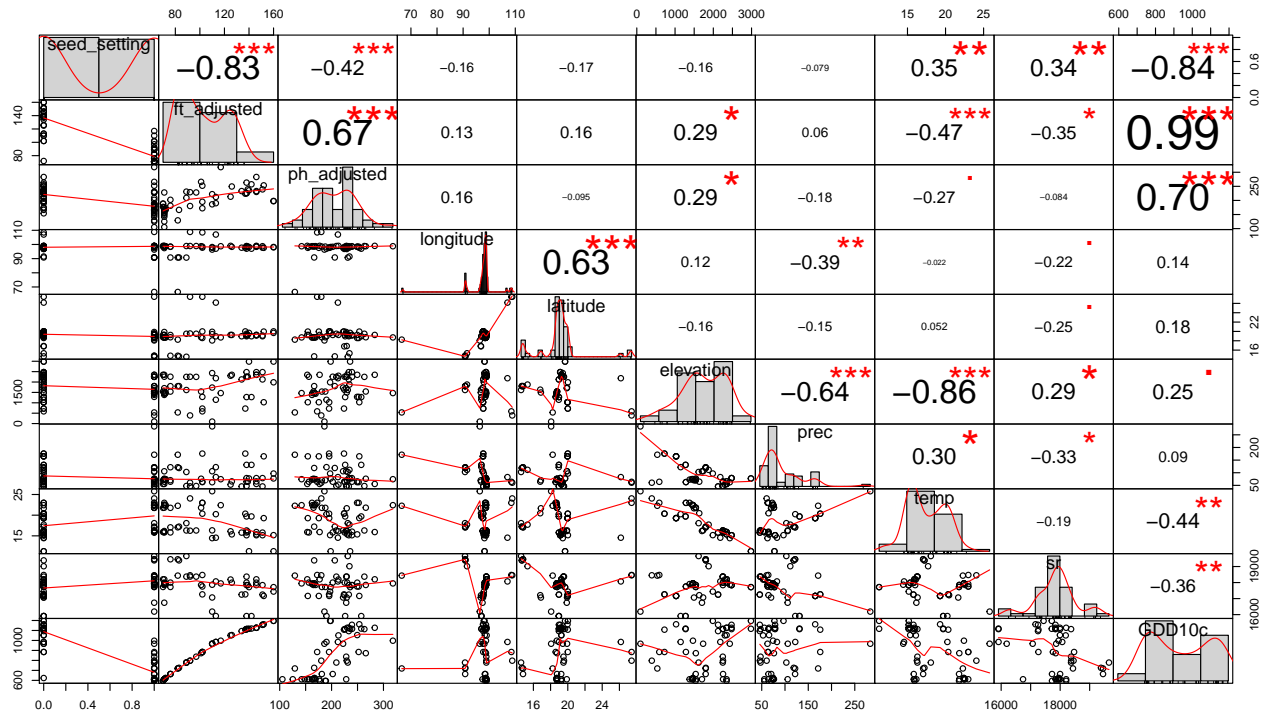 80 120 160 70 90 110 0 1000 2000 3000 15 20 25 600 800 1000
seed_setting −0.83 *** −0.42 *** −0.16 −0.17 −0.16 −0.079 0.35 ** 0.34 ** −0.84 *** 0.0 0.6
80 140 ft_adjusted 0.67 *** 0.13 0.16 0.29 * 0.06 −0.47 *** −0.35 * 0.99 ***
ph_adjusted 0.16 −0.095 0.29 * −0.18 −0.27 . −0.084 0.70 *** 100 250
70 90 110 longitude 0.63 *** 0.12 −0.39 ** −0.022 −0.22 . 0.14
latitude −0.16 −0.15 0.052 −0.25 . 0.18 16 22
0 1500 elevation −0.64 *** −0.86 *** 0.29 * 0.25 .
prec 0.30 * −0.33 * 0.09 50 200
15 25 temp −0.19 −0.44 **
sr −0.36 ** 16000 19000
600 1000 GDD10c
0.0 0.4 0.8 100 200 300 16 20 24 50 150 250 16000 18000